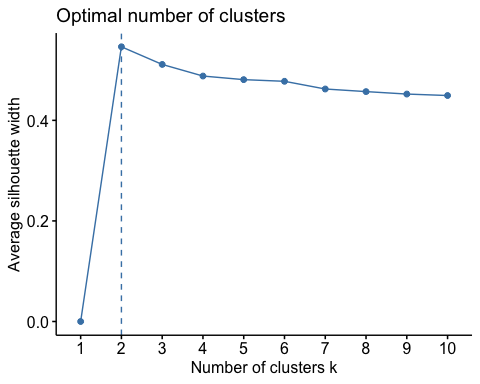 Optimal number of clusters
Average silhouette width
0.4
0.2
0.0
1 2 3 4 5 6 7 8 9 10
Number of clusters k